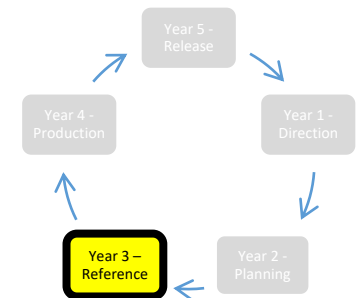 Year 5 -
Release
Year 1 -
Direction
Year 2 -
Planning
Year 3 –
Reference
Year 4 -
Production